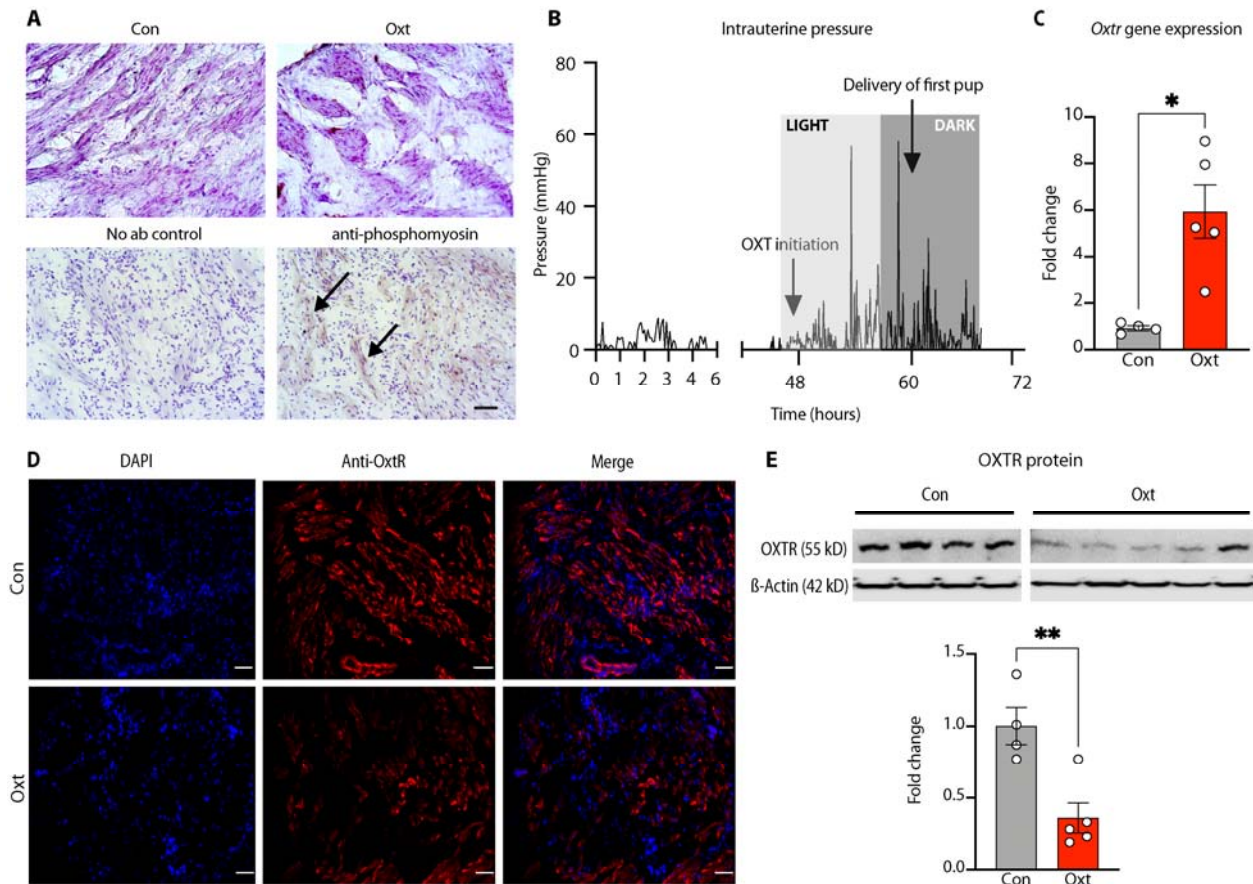 A
Con
Oxt
No ab control
anti-phosphomyosin
B
Intrauterine pressure
Pressure (mmHg)
80
60
40
20
0
Delivery of first pup
LIGHT
DARK
OXT initiation
0 1 2 3 4 5 6
48 60 72
Time (hours)
C
Oxtr gene expression
*
Fold change
10
8
6
4
2
0
Con
Oxt
D
DAPI
Anti-OxtR
Merge
Con
Oxt
E
OXTR protein
Con
Oxt
OXTR (55 kD)
ß-Actin (42 kD)
**
Fold change
1.5
1.0
0.5
0.0
Con
Oxt